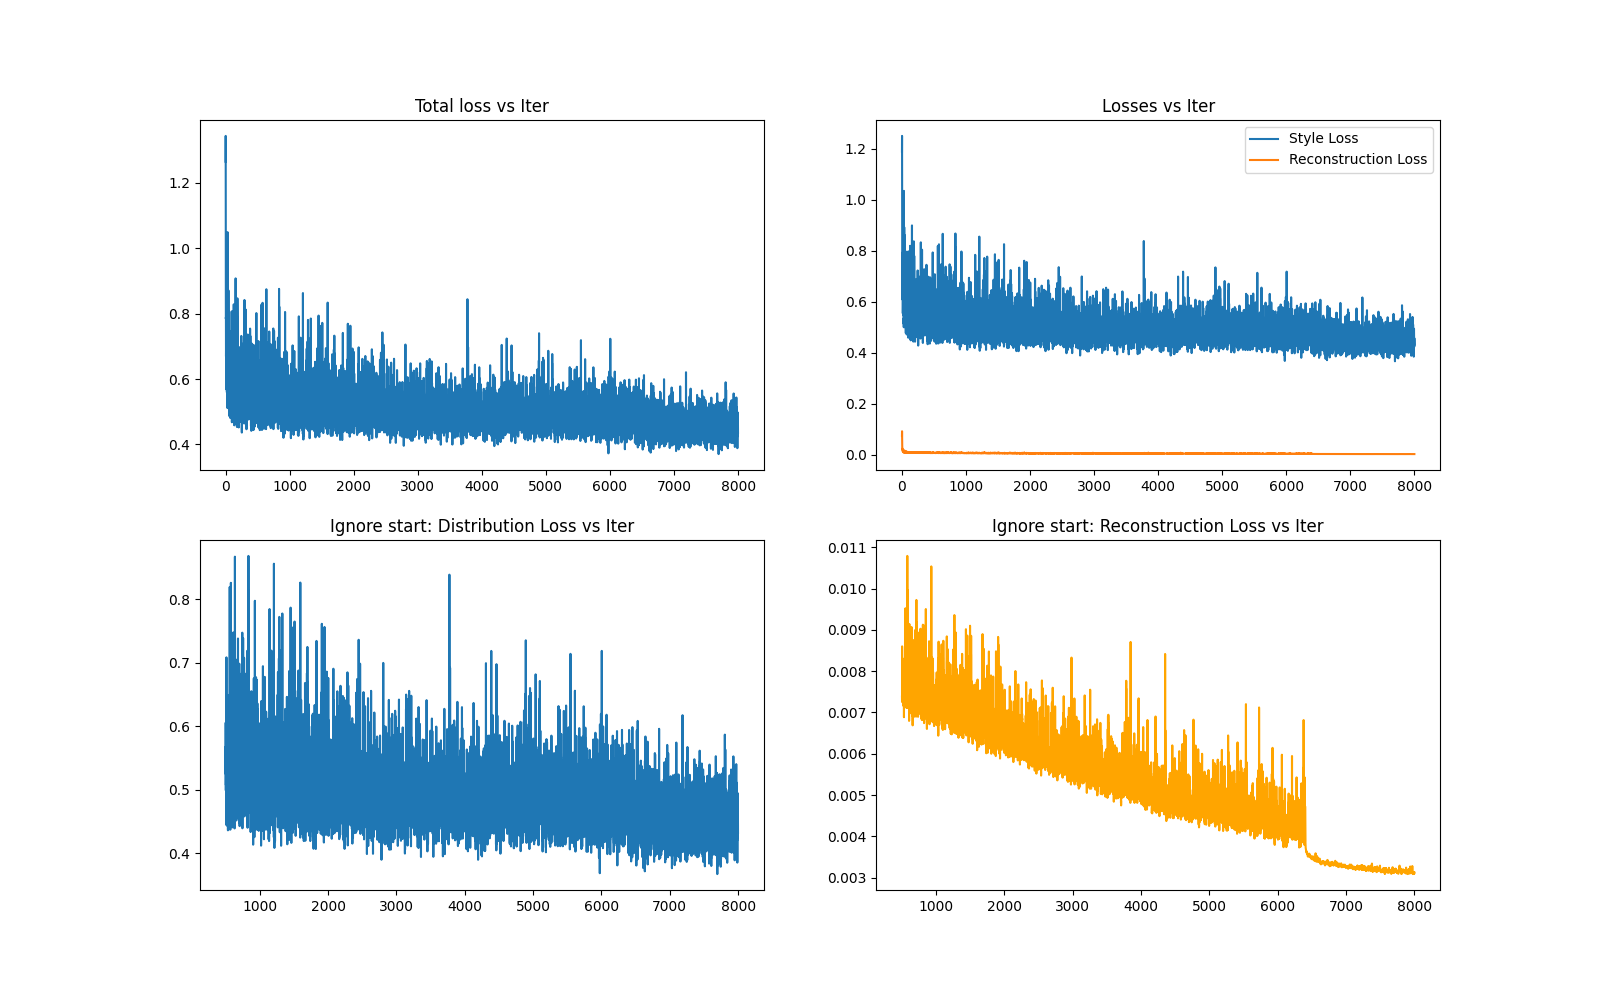 Total loss vs Iter
1.2
1.0
0.8
0.6
0.4
0 1000 2000 3000 4000 5000 6000 7000 8000
Losses vs Iter
Style Loss
Reconstruction Loss
1.2
1.0
0.8
0.6
0.4
0.2
0.0
0 1000 2000 3000 4000 5000 6000 7000 8000
Ignore start: Distribution Loss vs Iter
0.8
0.7
0.6
0.5
0.4
1000 2000 3000 4000 5000 6000 7000 8000
Ignore start: Reconstruction Loss vs Iter
0.011
0.010
0.009
0.008
0.007
0.006
0.005
0.004
0.003
1000 2000 3000 4000 5000 6000 7000 8000